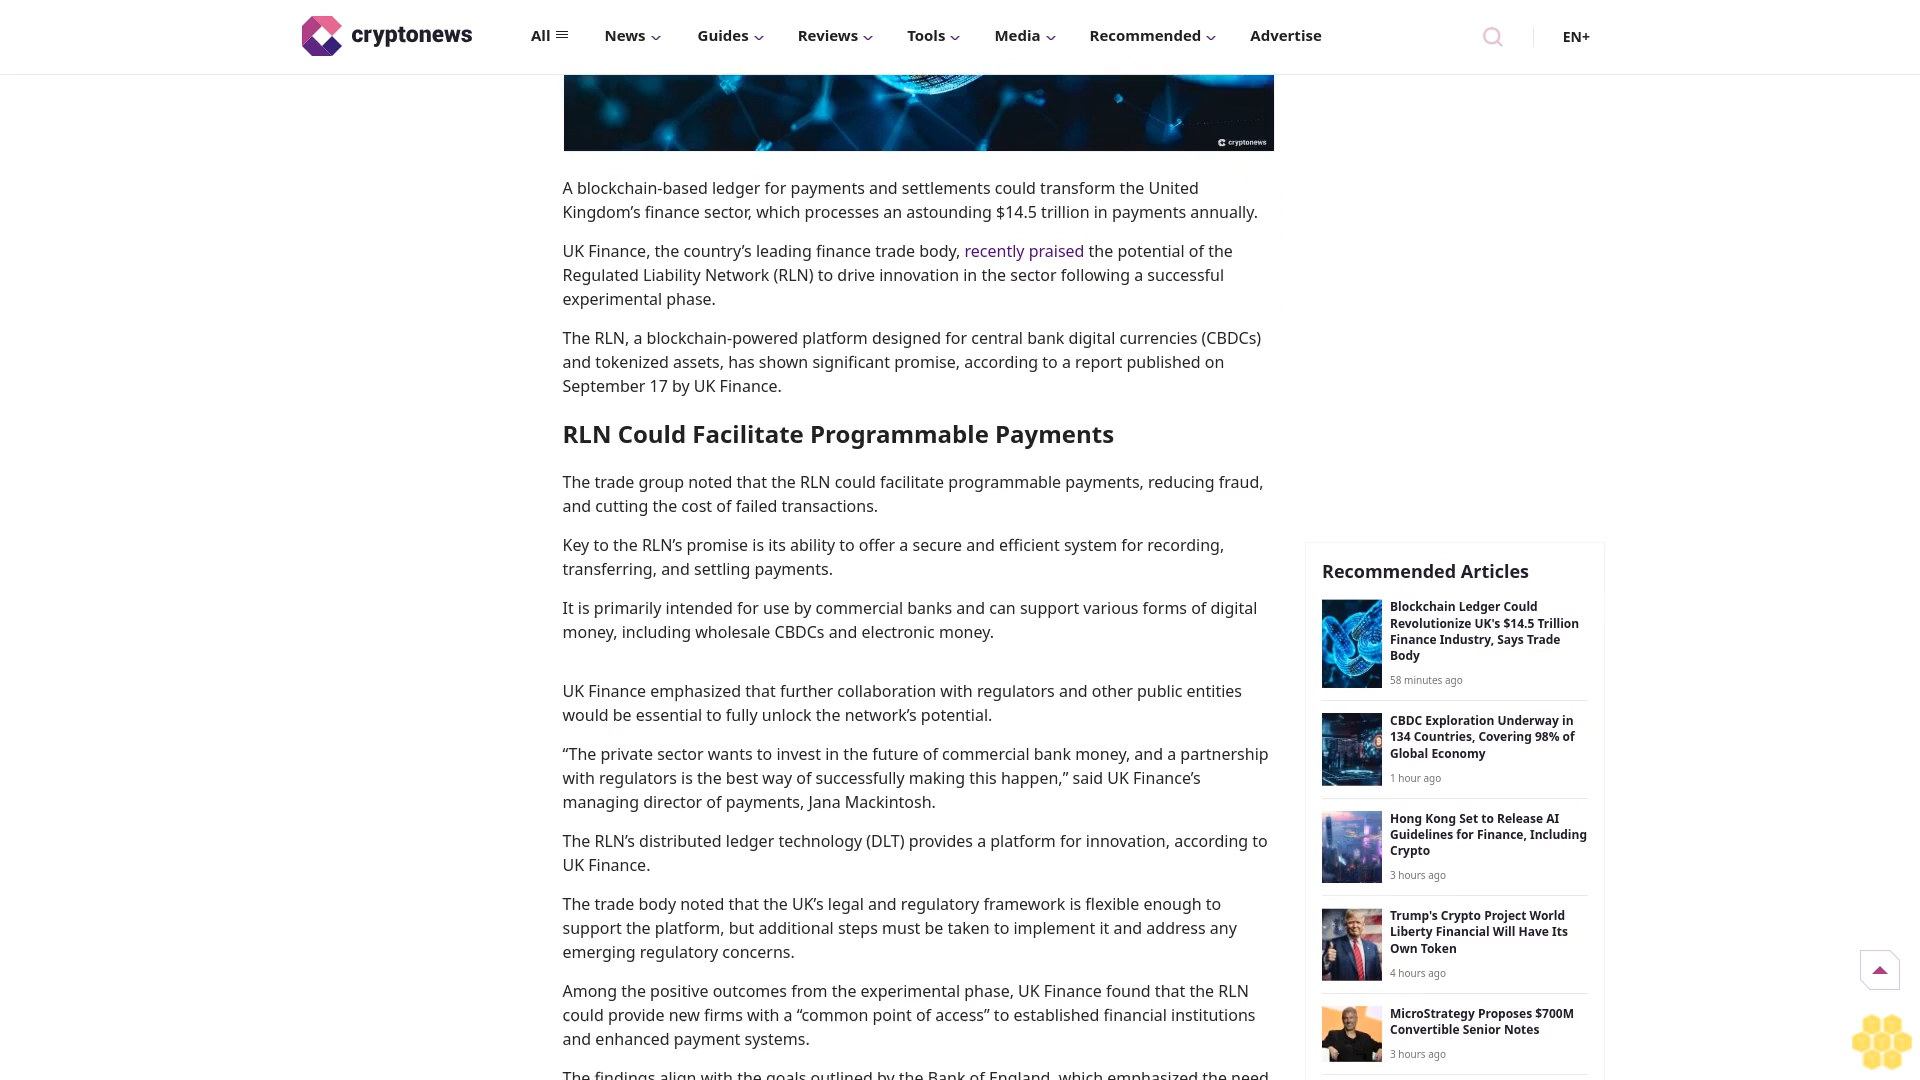 cryptonews
All
News
Guides
Reviews
Tools
Media
Recommended
Advertise
EN+
cryptonews
A blockchain-based ledger for payments and settlements could transform the United
Kingdom’s finance sector, which processes an astounding $14.5 trillion in payments annually.
UK Finance, the country’s leading finance trade body, recently praised the potential of the
Regulated Liability Network (RLN) to drive innovation in the sector following a successful
experimental phase.
The RLN, a blockchain-powered platform designed for central bank digital currencies (CBDCs)
and tokenized assets, has shown significant promise, according to a report published on
September 17 by UK Finance.
RLN Could Facilitate Programmable Payments
The trade group noted that the RLN could facilitate programmable payments, reducing fraud,
and cutting the cost of failed transactions.
Key to the RLN’s promise is its ability to offer a secure and efficient system for recording,
transferring, and settling payments.
It is primarily intended for use by commercial banks and can support various forms of digital
money, including wholesale CBDCs and electronic money.
UK Finance emphasized that further collaboration with regulators and other public entities
would be essential to fully unlock the network’s potential.
“The private sector wants to invest in the future of commercial bank money, and a partnership
with regulators is the best way of successfully making this happen,” said UK Finance’s
managing director of payments, Jana Mackintosh.
The RLN’s distributed ledger technology (DLT) provides a platform for innovation, according to
UK Finance.
The trade body noted that the UK’s legal and regulatory framework is flexible enough to
support the platform, but additional steps must be taken to implement it and address any
emerging regulatory concerns.
Among the positive outcomes from the experimental phase, UK Finance found that the RLN
could provide new firms with a “common point of access” to established financial institutions
and enhanced payment systems.
The findings align with the goals outlined by the Bank of England, which emphasized the need
Recommended Articles
Blockchain Ledger Could
Revolutionize UK's $14.5 Trillion
Finance Industry, Says Trade
Body
58 minutes ago
CBDC Exploration Underway in
134 Countries, Covering 98% of
Global Economy
1 hour ago
Hong Kong Set to Release AI
Guidelines for Finance, Including
Crypto
3 hours ago
Trump's Crypto Project World
Liberty Financial Will Have Its
Own Token
4 hours ago
MicroStrategy Proposes $700M
Convertible Senior Notes
3 hours ago